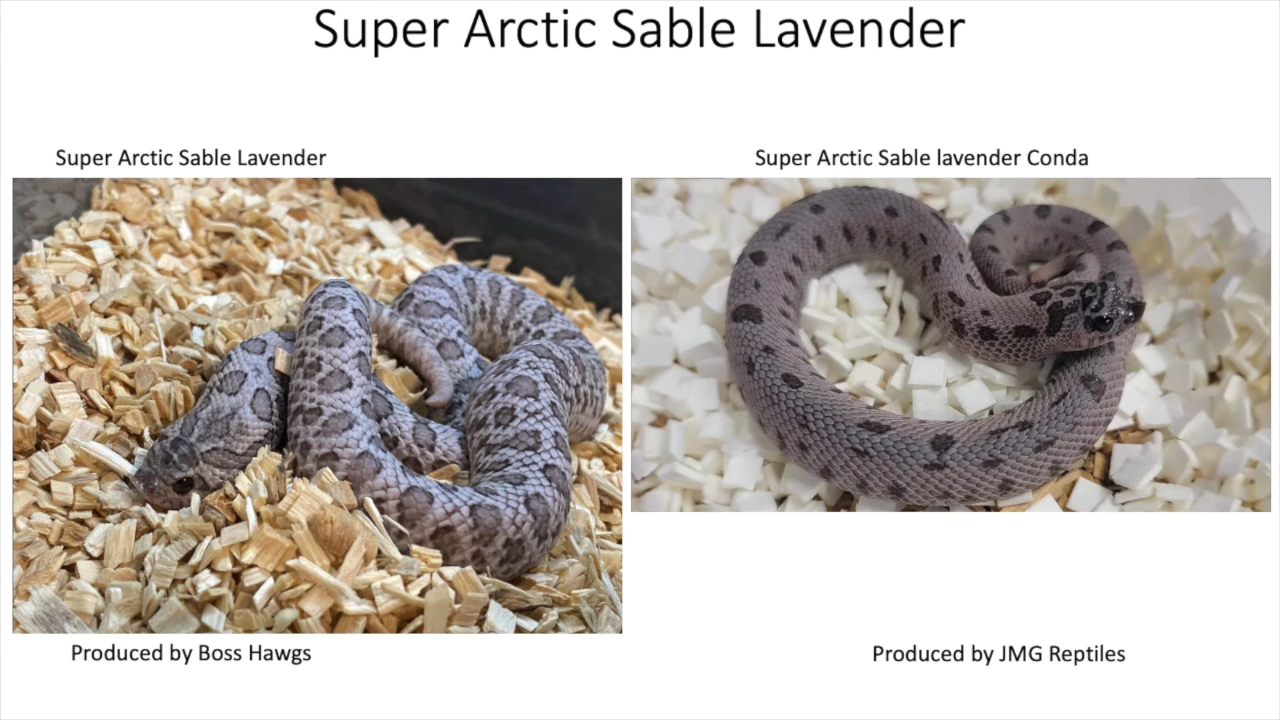 Super Arctic Sable Lavender
Super Arctic Sable Lavender
Super Arctic Sable lavender Conda
Produced by Boss Hawgs
Produced by JMG Reptiles